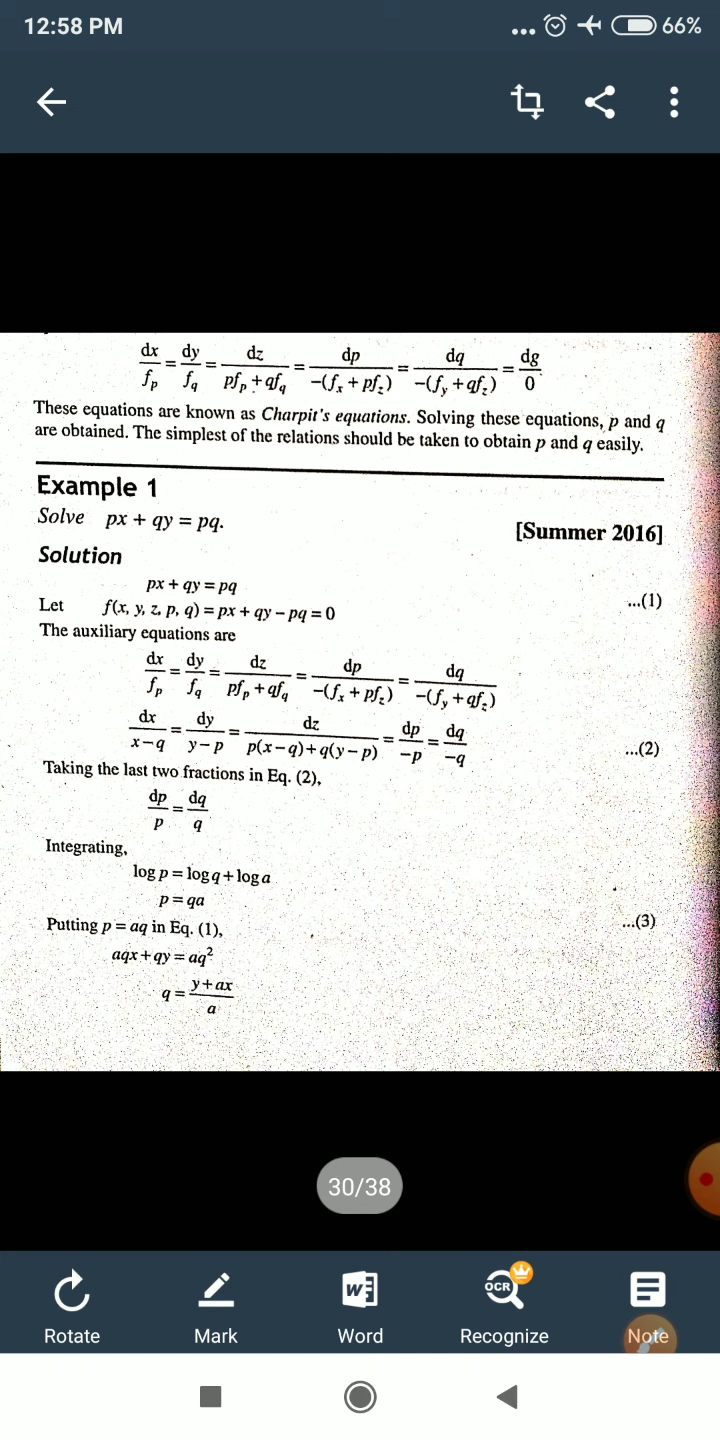 12:58 PM
66%
dx/f_p = dy/f_q = dz/(pf_p + qf_q) = dp/−(f_x + pf_z) = dq/−(f_y + qf_z) = dg/0
These equations are known as Charpit's equations. Solving these equations, p and q
are obtained. The simplest of the relations should be taken to obtain p and q easily.
Example 1
Solve px + qy = pq.
[Summer 2016]
Solution
px + qy = pq
...(1)
Let f(x, y, z, p, q) = px + qy − pq = 0
The auxiliary equations are
dx/f_p = dy/f_q = dz/(pf_p + qf_q) = dp/−(f_x + pf_z) = dq/−(f_y + qf_z)
dx/(x−q) = dy/(y−p) = dz/(p(x−q)+q(y−p)) = dp/−p = dq/−q
...(2)
Taking the last two fractions in Eq. (2),
dp/p = dq/q
Integrating,
log p = log q + log a
p = qa
...(3)
Putting p = aq in Eq. (1),
aqx + qy = aq²
q = (y+ax)/a
30/38
Rotate
Mark
Word
OCR
Recognize
Note